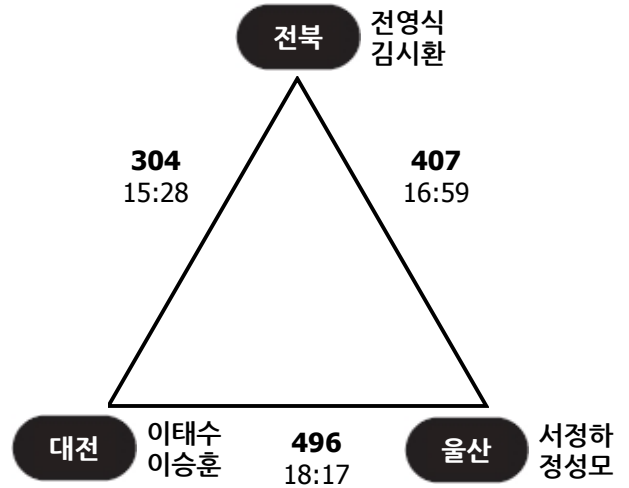 전북
전영식
김시환
304
15:28
407
16:59
대전
이태수
이승훈
496
18:17
울산
서정하
정성모